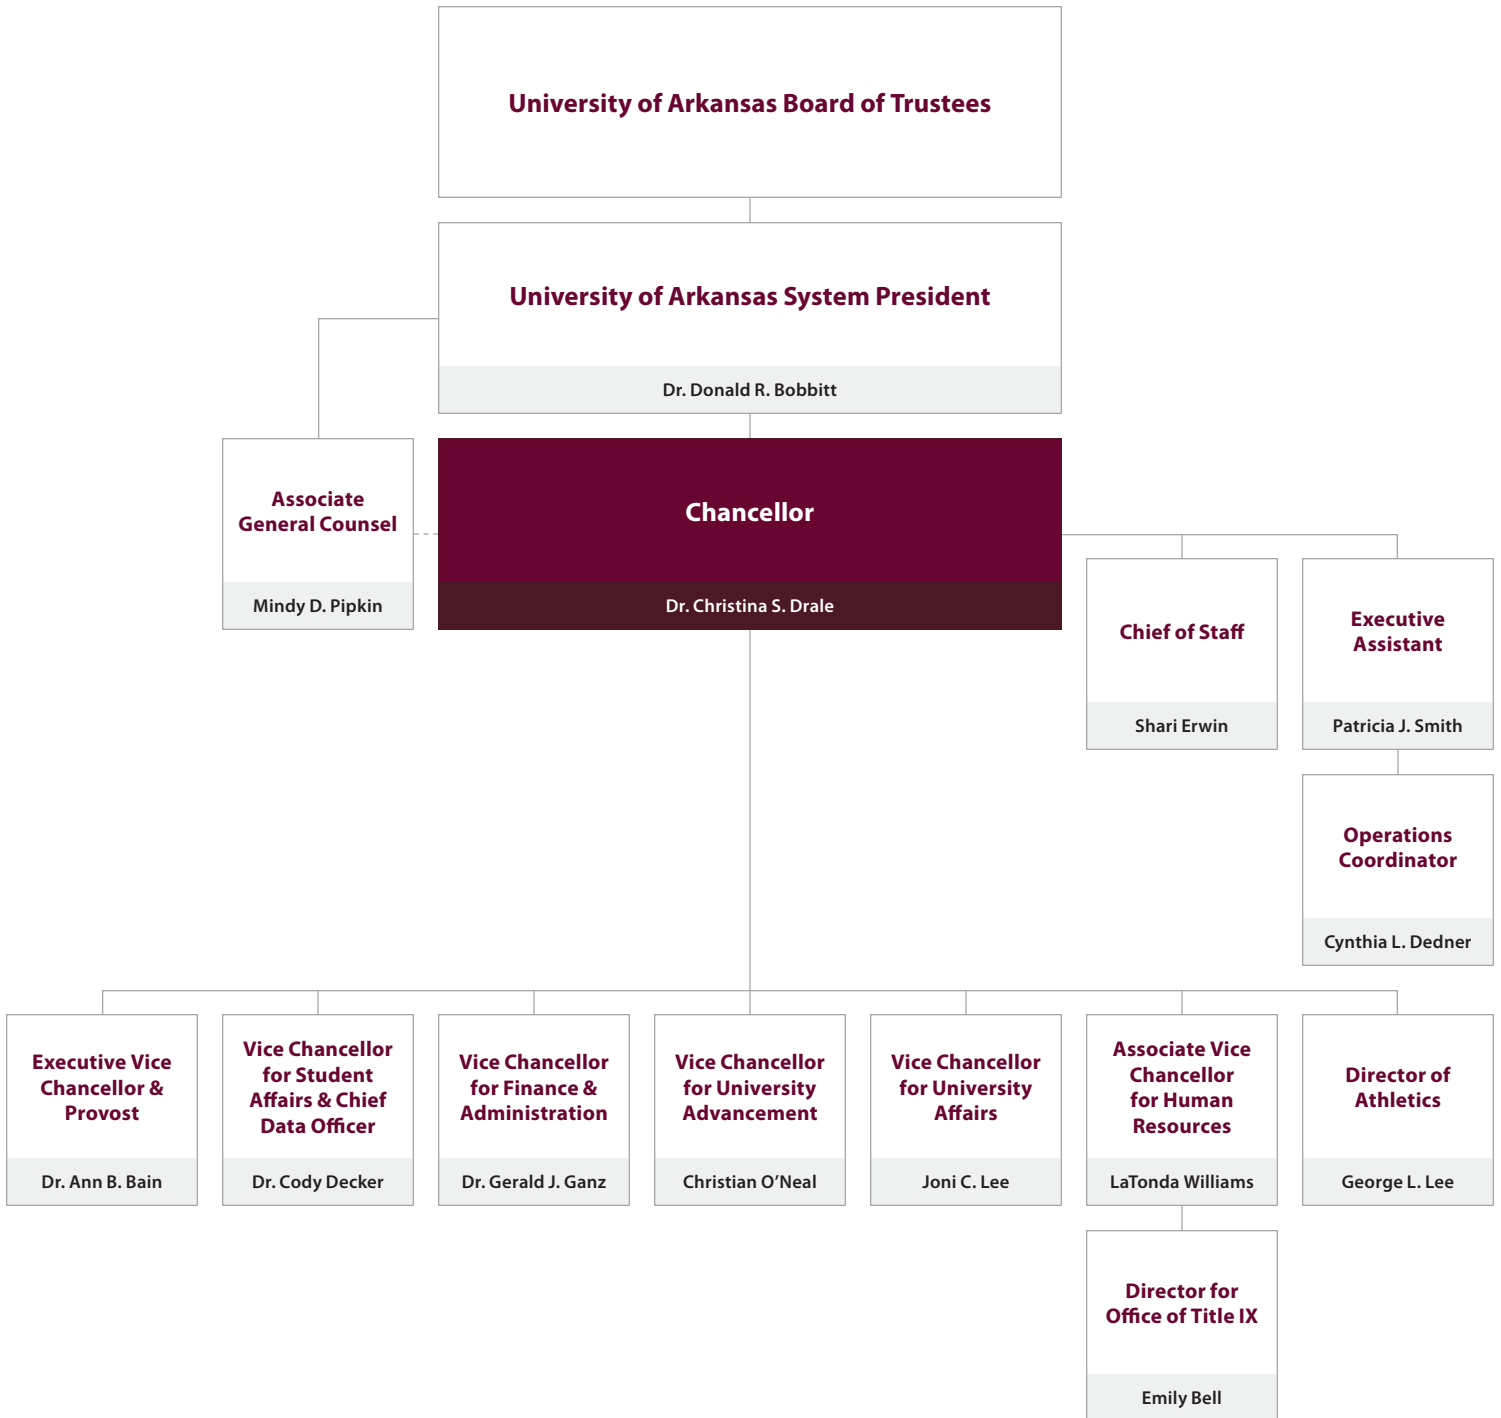 University of Arkansas Board of Trustees
University of Arkansas System President
Dr. Donald R. Bobbitt
Associate
General Counsel
Mindy D. Pipkin
Chancellor
Dr. Christina S. Drale
Chief of Staff
Shari Erwin
Executive
Assistant
Patricia J. Smith
Operations
Coordinator
Cynthia L. Dedner
Executive Vice
Chancellor &
Provost
Dr. Ann B. Bain
Vice Chancellor
for Student
Affairs & Chief
Data Officer
Dr. Cody Decker
Vice Chancellor
for Finance &
Administration
Dr. Gerald J. Ganz
Vice Chancellor
for University
Advancement
Christian O’Neal
Vice Chancellor
for University
Affairs
Joni C. Lee
Associate Vice
Chancellor
for Human
Resources
LaTonda Williams
Director of
Athletics
George L. Lee
Director for
Office of Title IX
Emily Bell